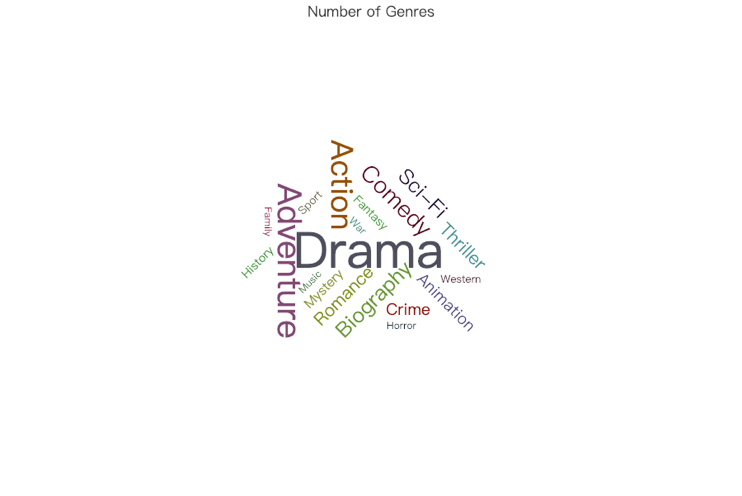 Number of Genres
Action
Comedy
Sci-Fi
Adventure
Sport
Family
Fantasy
War
Drama
Thriller
History
Music
Mystery
Romance
Biography
Animation
Western
Crime
Horror